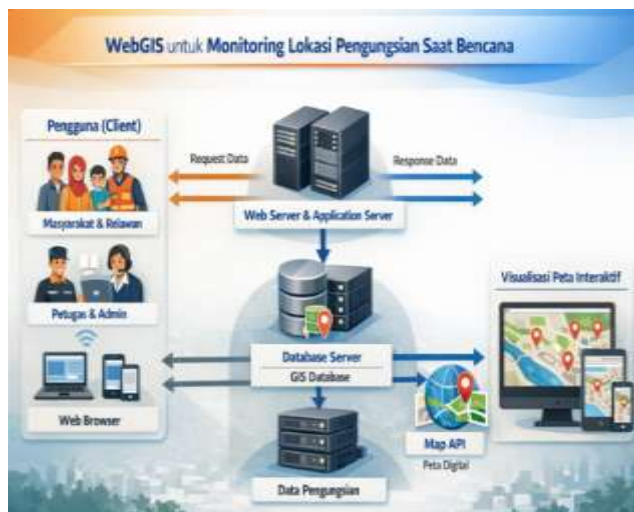 WebGIS untuk Monitoring Lokasi Pengungsian Saat Bencana
Pengguna (Client)
Masyarakat & Relawan
Petugas & Admin
Web Browser
Request Data
Response Data
Web Server & Application Server
Database Server
GIS Database
Data Pengungsian
Map API
Peta Digital
Visualisasi Peta Interaktif